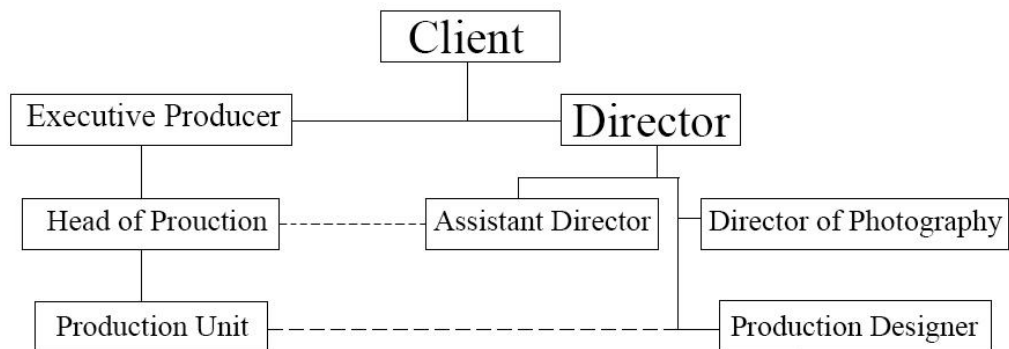 Client
Executive Producer
Director
Head of Prouction
Assistant Director
Director of Photography
Production Unit
Production Designer